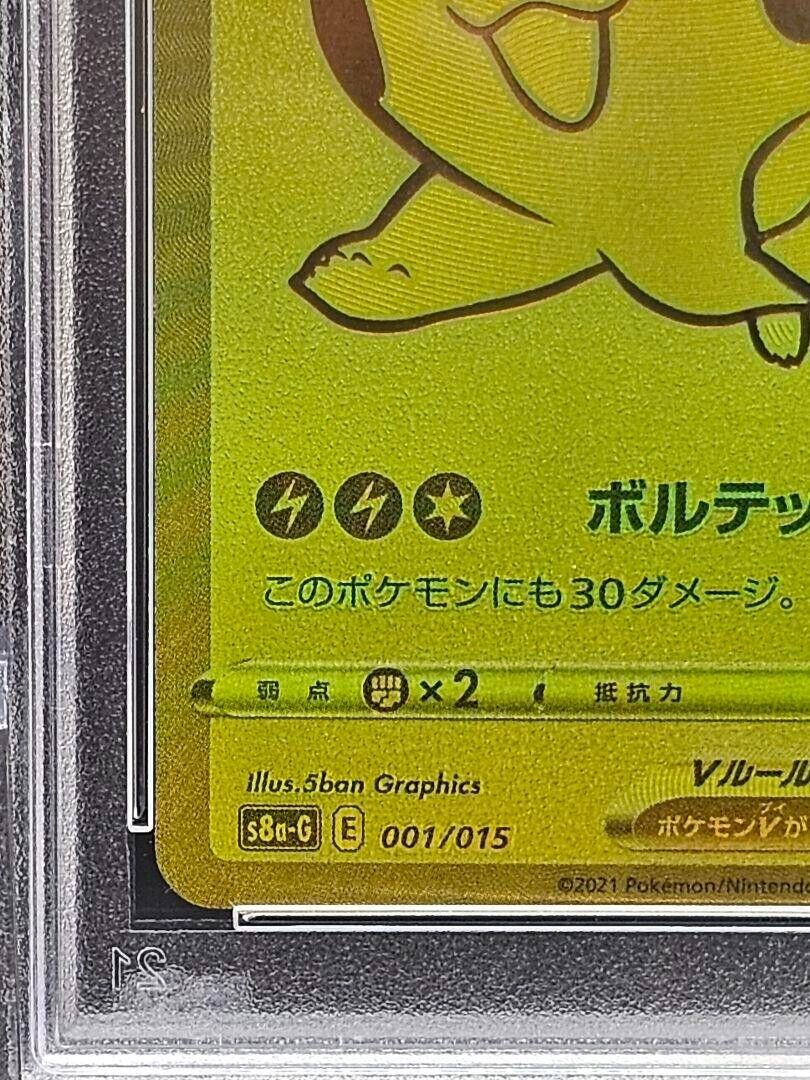 ボルテッ
このポケモンにも30ダメージ。
弱点 ×2 抵抗力
Illus.5ban Graphics
Vルール
s8a-G E 001/015
ポケモンVが
ブイ
©2021 Pokémon/Nintendo
21